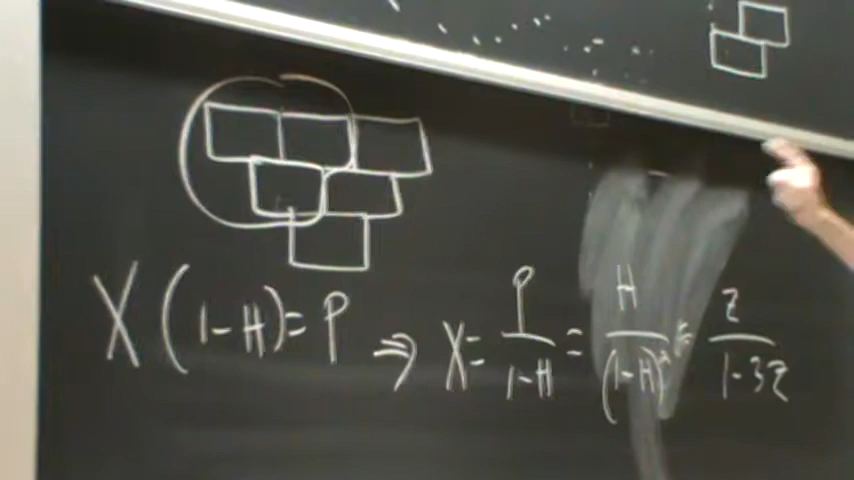 X(1-H)=P ⇒ X= P/(1-H) = H/(1-H)² = z/(1-3z)